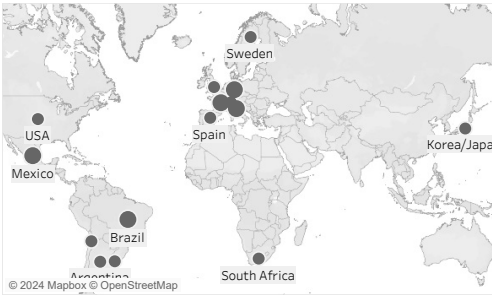 Sweden
USA
Spain
Korea/Japa
Mexico
Brazil
Argentina
South Africa
© 2024 Mapbox © OpenStreetMap